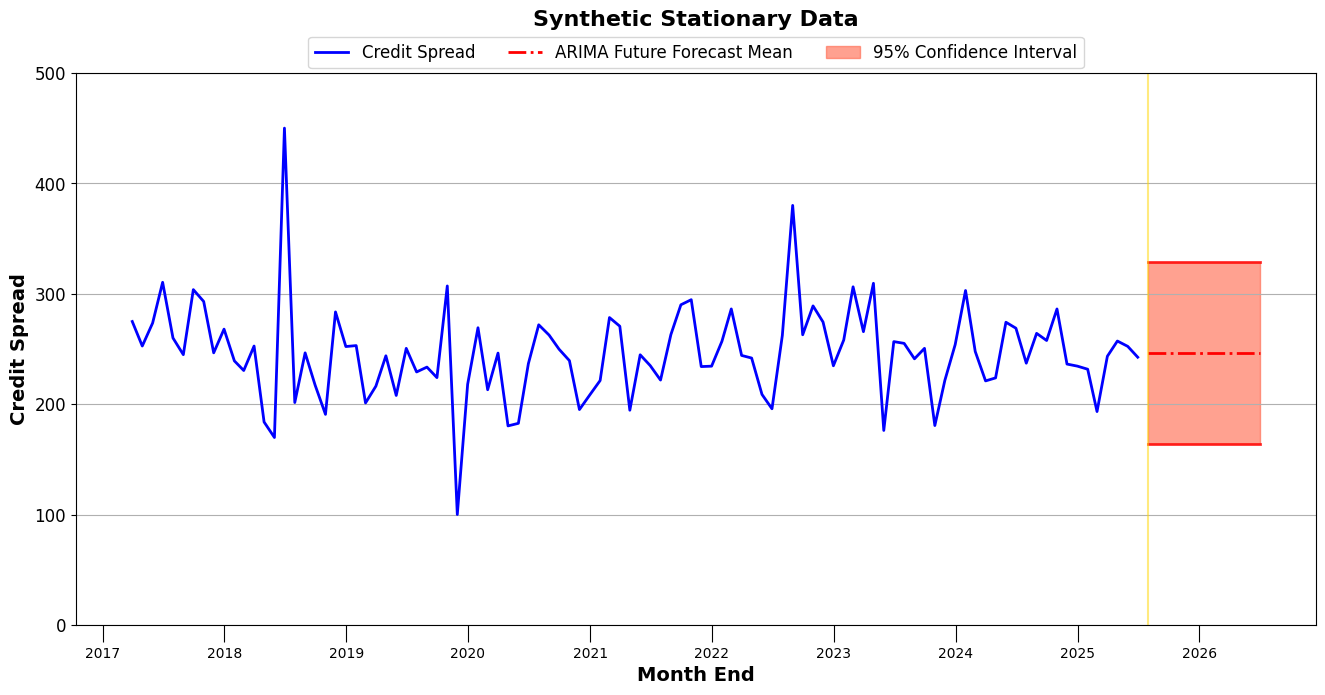 Synthetic Stationary Data
Credit Spread ARIMA Future Forecast Mean 95% Confidence Interval
500
400
300
200
100
0
Credit Spread
2017 2018 2019 2020 2021 2022 2023 2024 2025 2026
Month End